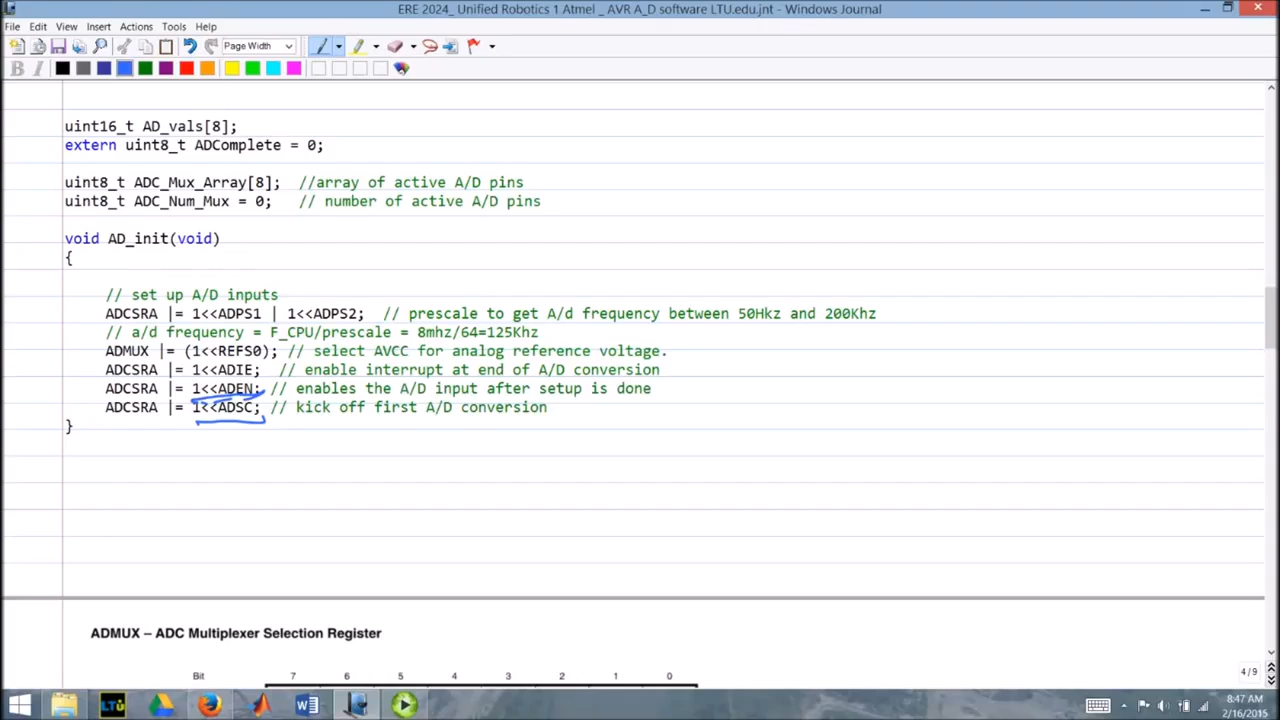 ERE 2024_ Unified Robotics 1 Atmel _ AVR A_D software LTU.edu.jnt - Windows Journal
File Edit View Insert Actions Tools Help
Page Width
B I
uint16_t AD_vals[8];
extern uint8_t ADComplete = 0;
uint8_t ADC_Mux_Array[8]; //array of active A/D pins
uint8_t ADC_Num_Mux = 0; // number of active A/D pins
void AD_init(void)
{
// set up A/D inputs
ADCSRA |= 1<<ADPS1 | 1<<ADPS2; // prescale to get A/d frequency between 50Hkz and 200Khz
// a/d frequency = F_CPU/prescale = 8mhz/64=125Khz
ADMUX |= (1<<REFS0); // select AVCC for analog reference voltage.
ADCSRA |= 1<<ADIE; // enable interrupt at end of A/D conversion
ADCSRA |= 1<<ADEN; // enables the A/D input after setup is done
ADCSRA |= 1<<ADSC; // kick off first A/D conversion
}
ADMUX – ADC Multiplexer Selection Register
Bit 7 6 5 4 3 2 1 0
4/9
LTU
8:47 AM
2/16/2015